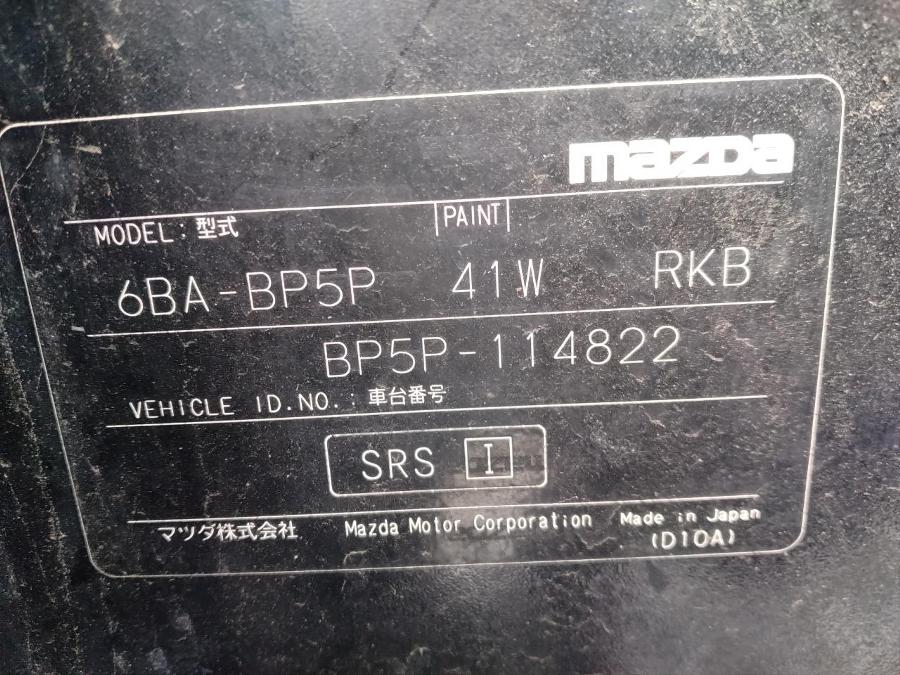 mazda
MODEL: 型式 PAINT
6BA-BP5P 41W RKB
BP5P-114822
VEHICLE ID.NO.: 車台番号
SRS I
マツダ株式会社 Mazda Motor Corporation Made in Japan
(D10A)